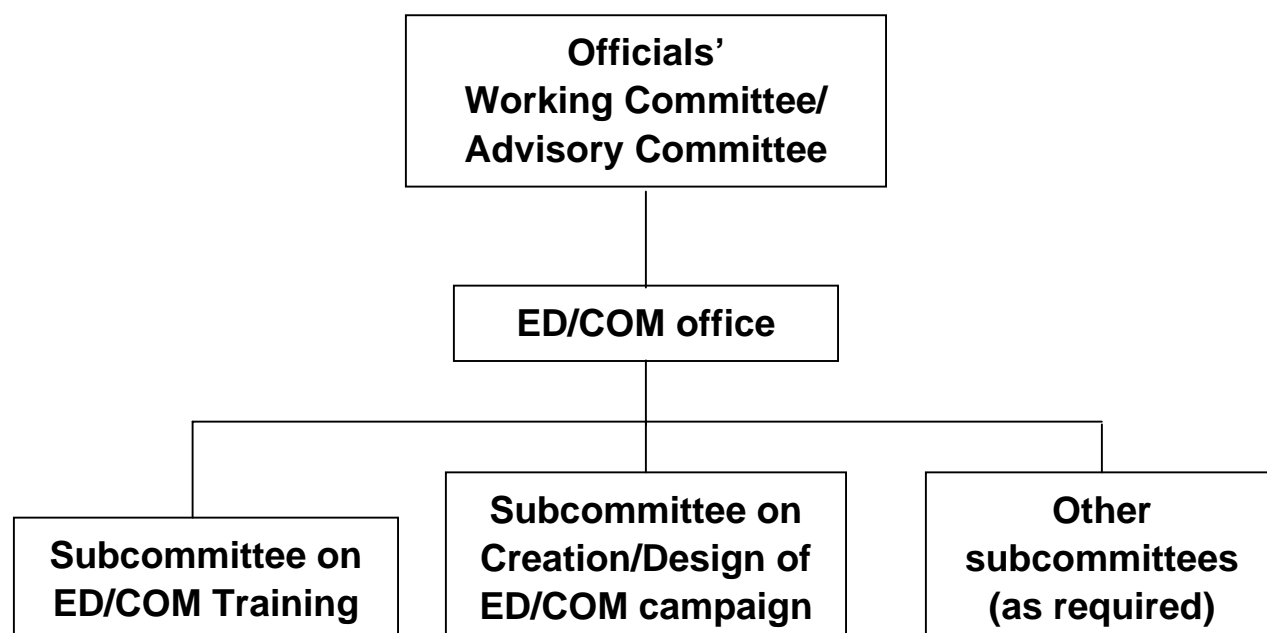 Officials’
Working Committee/
Advisory Committee
ED/COM office
Subcommittee on
ED/COM Training
Subcommittee on
Creation/Design of
ED/COM campaign
Other
subcommittees
(as required)